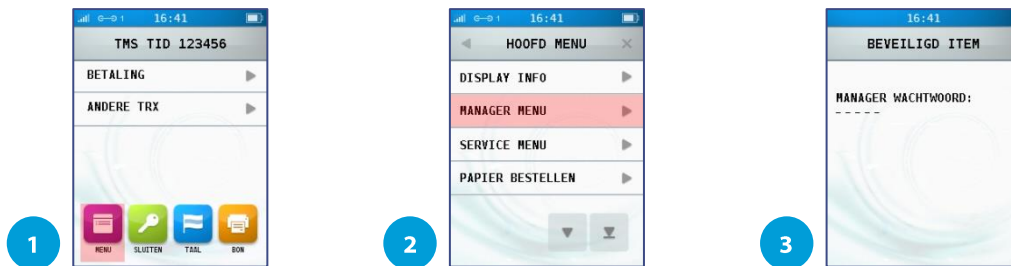 16:41
TMS TID 123456
BETALING
ANDERE TRX
MENU
SLUITEN
TAAL
BON
1
16:41
HOOFD MENU
DISPLAY INFO
MANAGER MENU
SERVICE MENU
PAPIER BESTELLEN
2
16:41
BEVEILIGD ITEM
MANAGER WACHTWOORD:
- - - - -
3